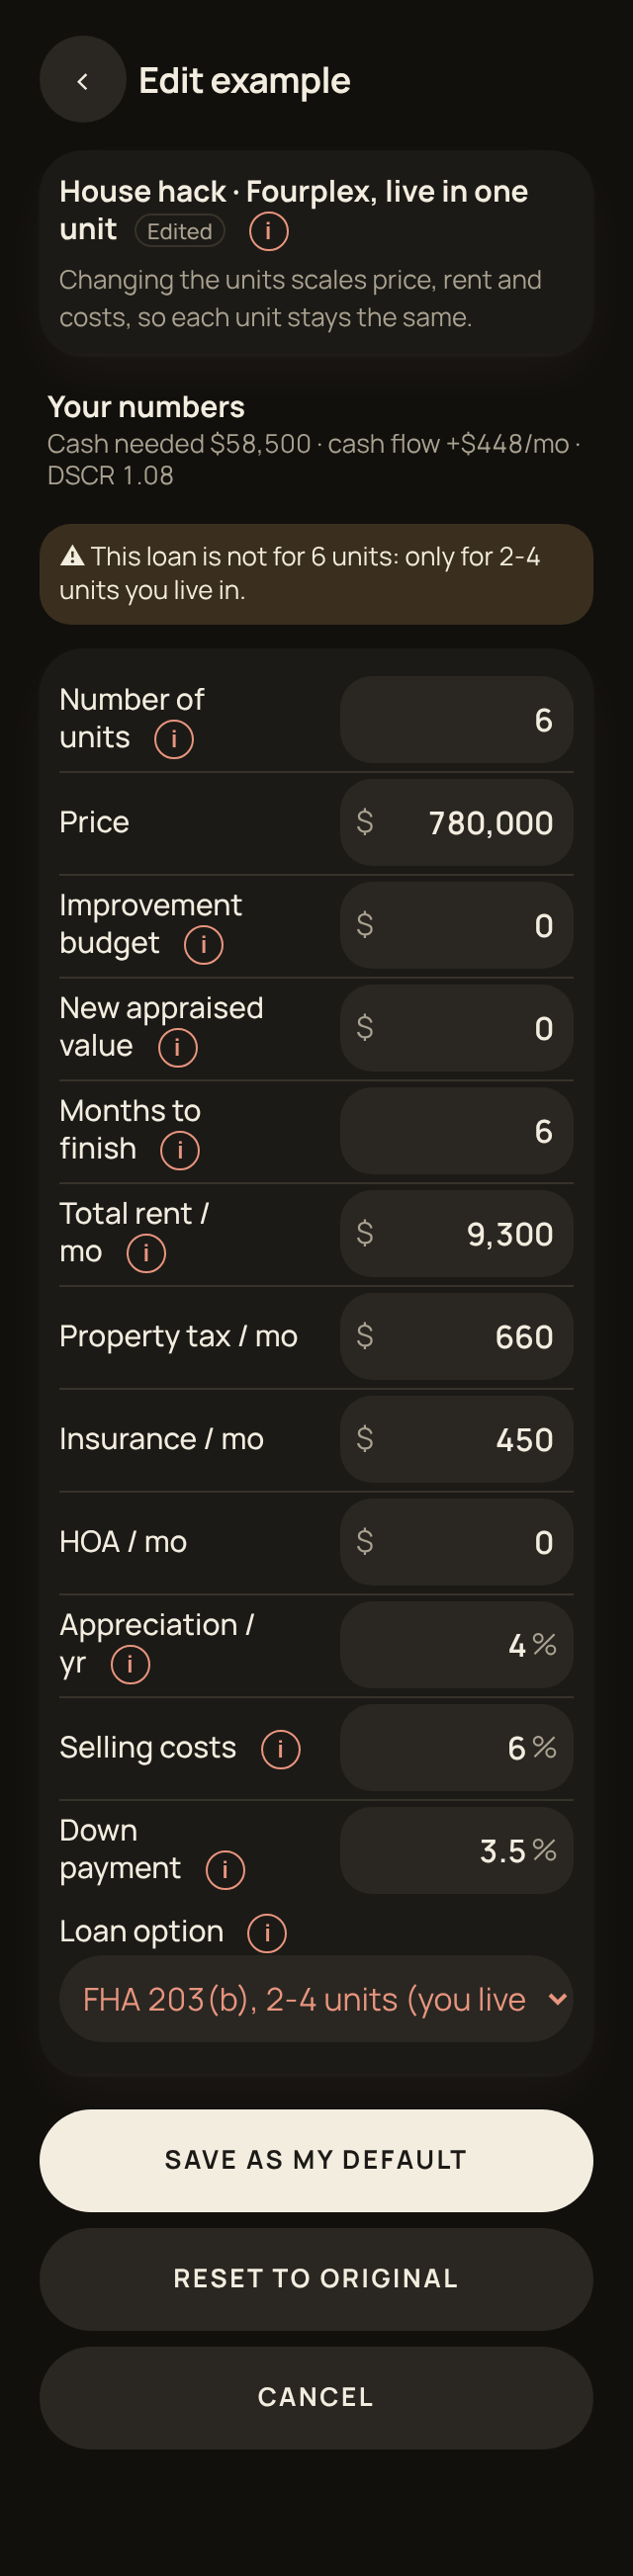 Edit example
House hack · Fourplex, live in one
unit Edited i
Changing the units scales price, rent and
costs, so each unit stays the same.
Your numbers
Cash needed $58,500 · cash flow +$448/mo ·
DSCR 1.08
⚠ This loan is not for 6 units: only for 2-4
units you live in.
Number of
units i
6
Price
$ 780,000
Improvement
budget i
$ 0
New appraised
value i
$ 0
Months to
finish i
6
Total rent /
mo i
$ 9,300
Property tax / mo
$ 660
Insurance / mo
$ 450
HOA / mo
$ 0
Appreciation /
yr i
4 %
Selling costs i
6 %
Down
payment i
3.5 %
Loan option i
FHA 203(b), 2-4 units (you live
SAVE AS MY DEFAULT
RESET TO ORIGINAL
CANCEL